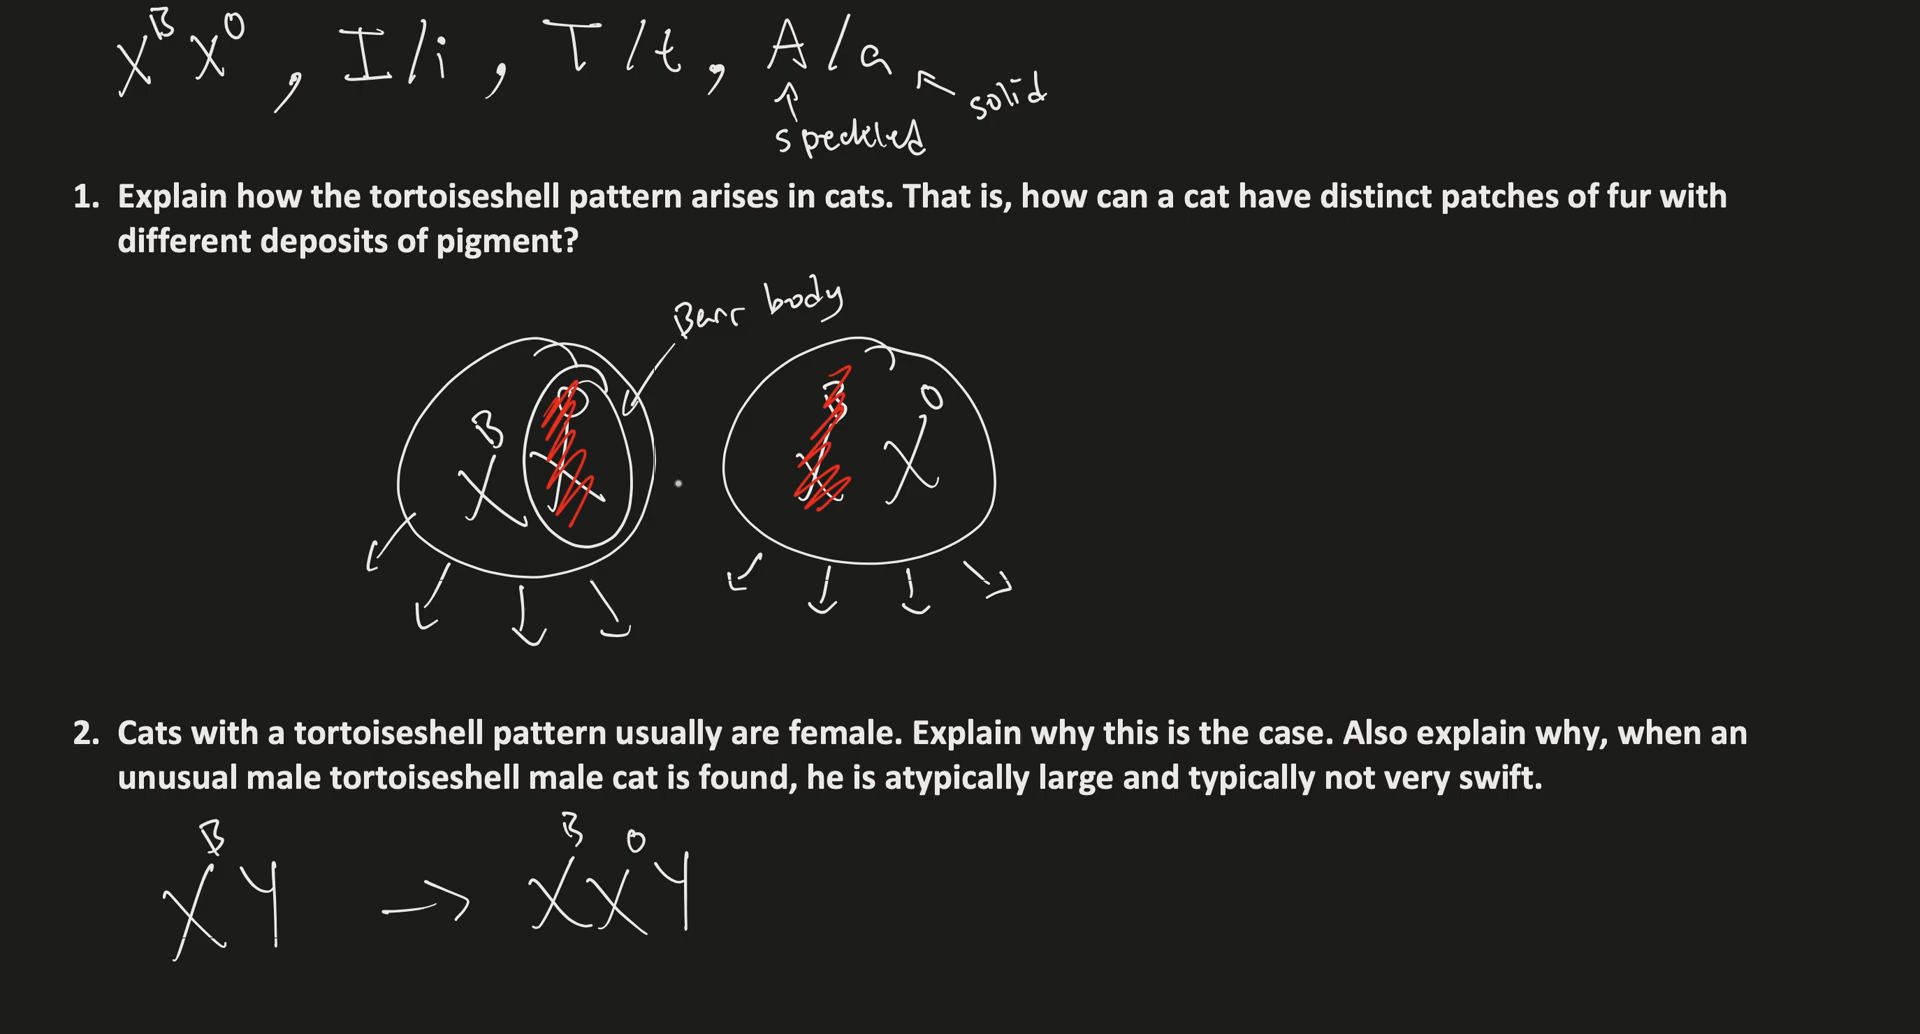 X^B X^O , I/i , T/t , A/a
solid
speckled
1. Explain how the tortoiseshell pattern arises in cats. That is, how can a cat have distinct patches of fur with
different deposits of pigment?
Barr body
X^B X^O
X^B X^O
2. Cats with a tortoiseshell pattern usually are female. Explain why this is the case. Also explain why, when an
unusual male tortoiseshell male cat is found, he is atypically large and typically not very swift.
X^B Y → X^B X^O Y